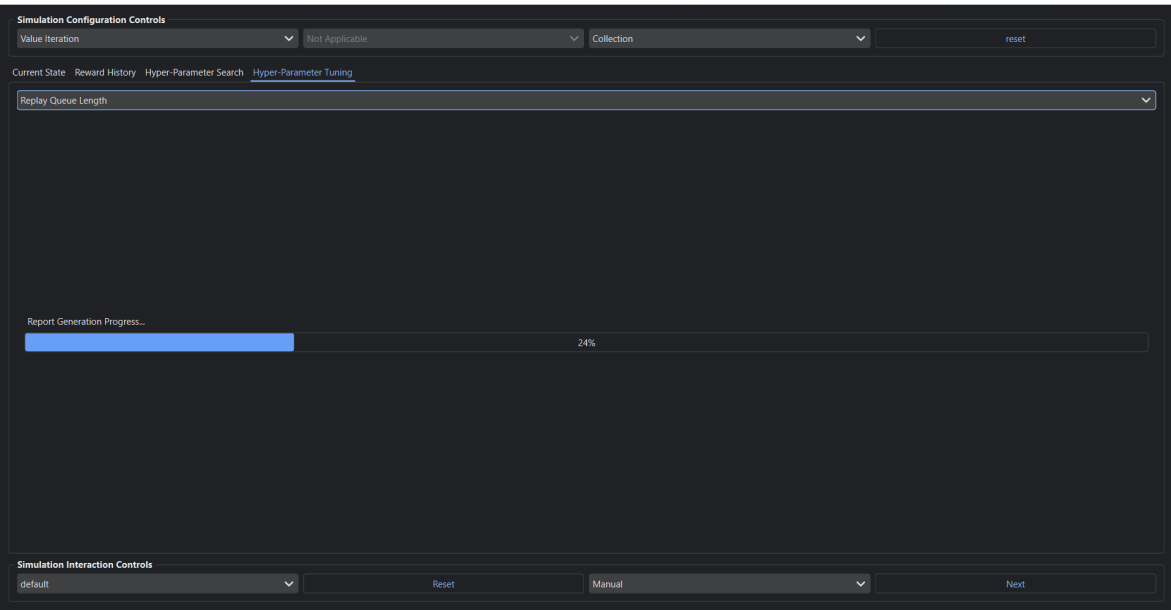 Simulation Configuration Controls
Value Iteration Not Applicable Collection reset
Current State Reward History Hyper-Parameter Search Hyper-Parameter Tuning
Replay Queue Length
Report Generation Progress...
24%
Simulation Interaction Controls
default Reset Manual Next